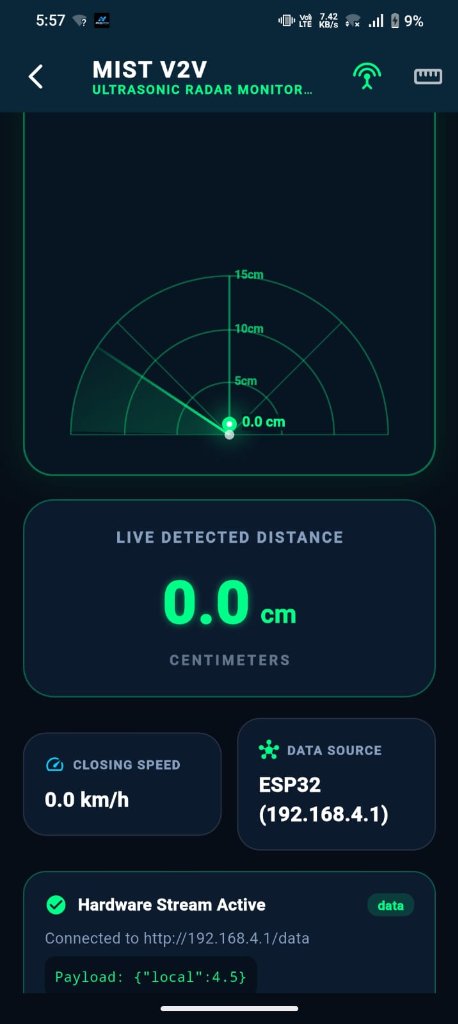 5:57
Vo)
LTE
7.42
KB/s
9%
MIST V2V
ULTRASONIC RADAR MONITOR…
15cm
10cm
5cm
0.0 cm
LIVE DETECTED DISTANCE
0.0 cm
CENTIMETERS
CLOSING SPEED
0.0 km/h
DATA SOURCE
ESP32
(192.168.4.1)
Hardware Stream Active
data
Connected to http://192.168.4.1/data
Payload: {"local":4.5}